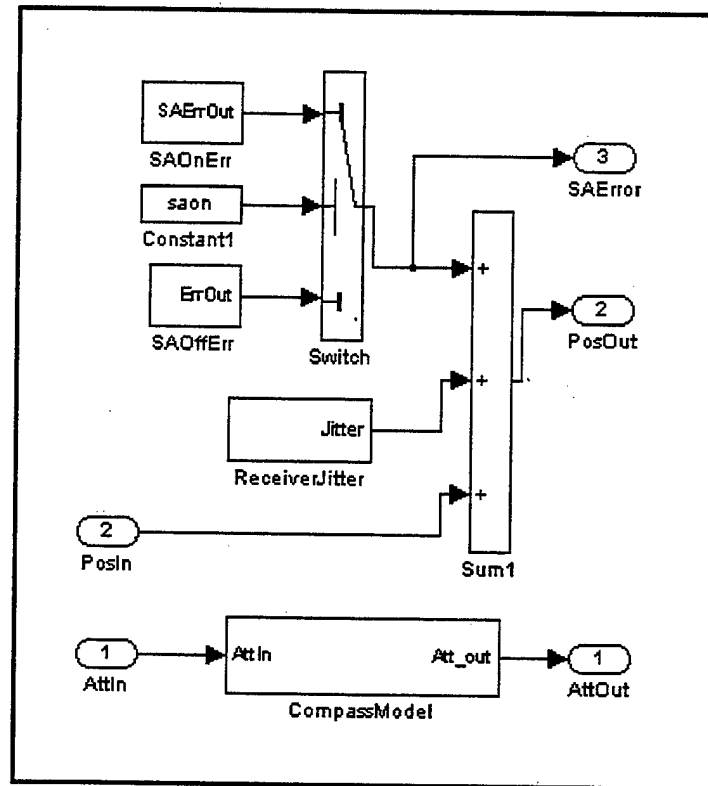 SAErrOut
SAOnErr
saon
Constant1
ErrOut
SAOffErr
Switch
3
SAError
+
2
PosOut
+
Jitter
ReceiverJitter
+
2
PosIn
Sum1
1
AttIn
AttIn
Att_out
CompassModel
1
AttOut